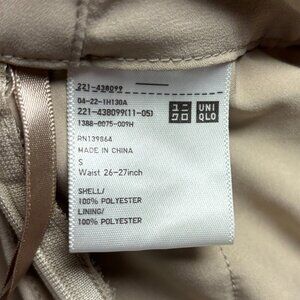 221-438099
04-22-1H130A
221-438099(11-05)
1388-0075-009H
ユニ UNI
クロ QLO
RN139864
MADE IN CHINA
S
Waist 26-27inch
SHELL/
100% POLYESTER
LINING/
100% POLYESTER